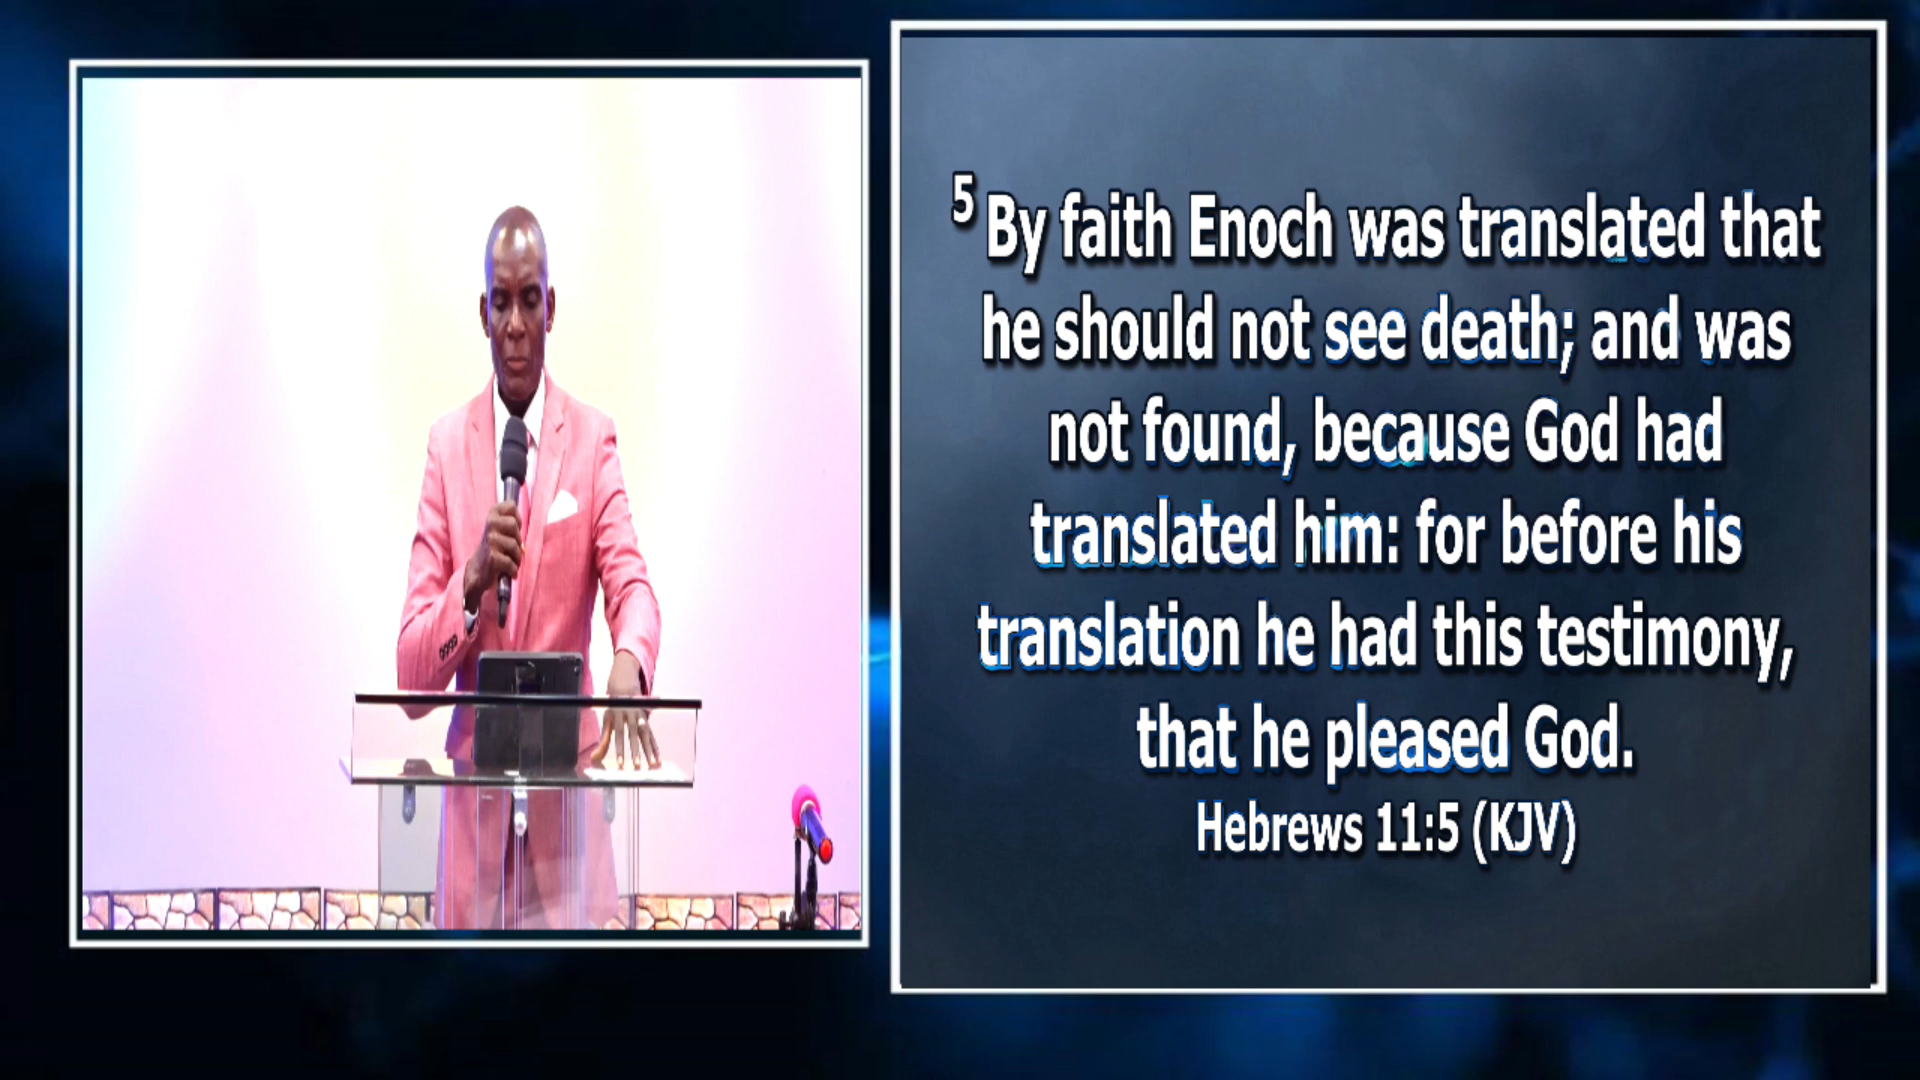 5 By faith Enoch was translated that
he should not see death; and was
not found, because God had
translated him: for before his
translation he had this testimony,
that he pleased God.
Hebrews 11:5 (KJV)